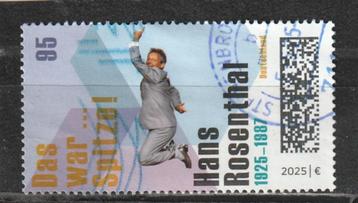 95
Das
war ...
Spitze!
Hans
Rosenthal
1925–1987
Deutschland
2025 | €